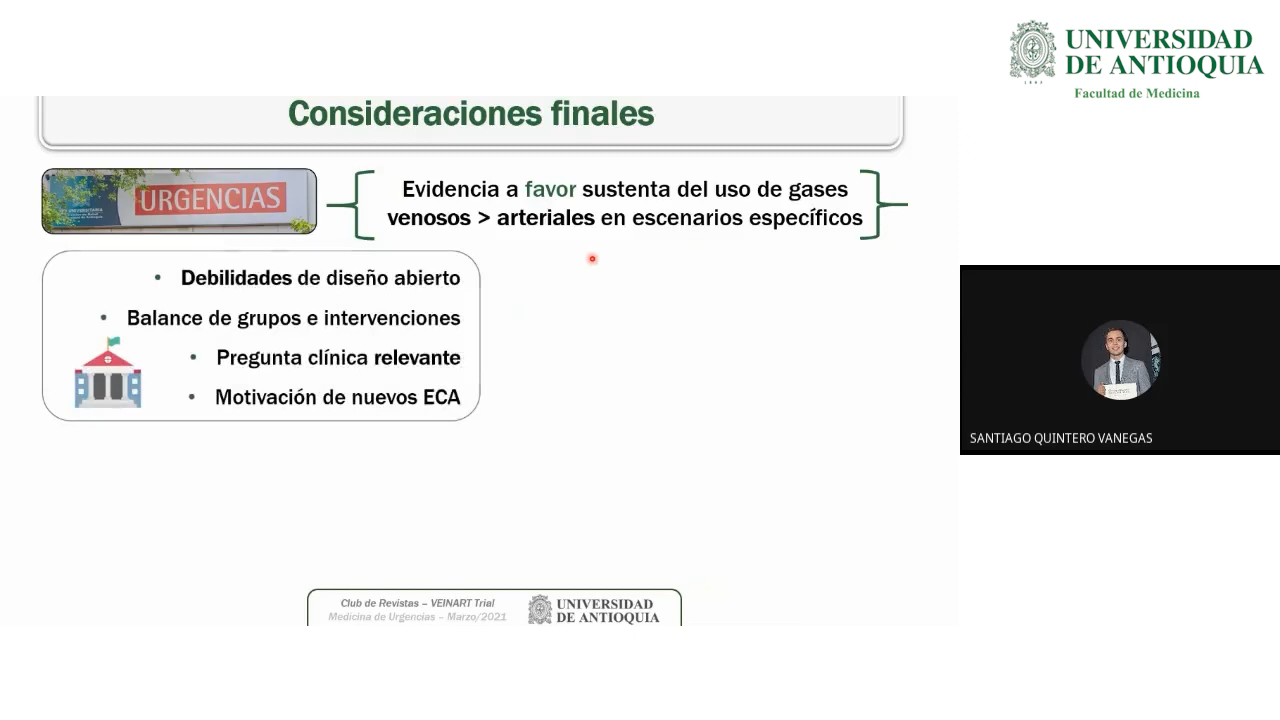 UNIVERSIDAD
DE ANTIOQUIA
1803
Facultad de Medicina
Consideraciones finales
URGENCIAS
Evidencia a favor sustenta del uso de gases
venosos > arteriales en escenarios específicos
• Debilidades de diseño abierto
• Balance de grupos e intervenciones
• Pregunta clínica relevante
• Motivación de nuevos ECA
SANTIAGO QUINTERO VANEGAS
Club de Revistas – VEINART Trial
Medicina de Urgencias – Marzo/2021
UNIVERSIDAD
DE ANTIOQUIA